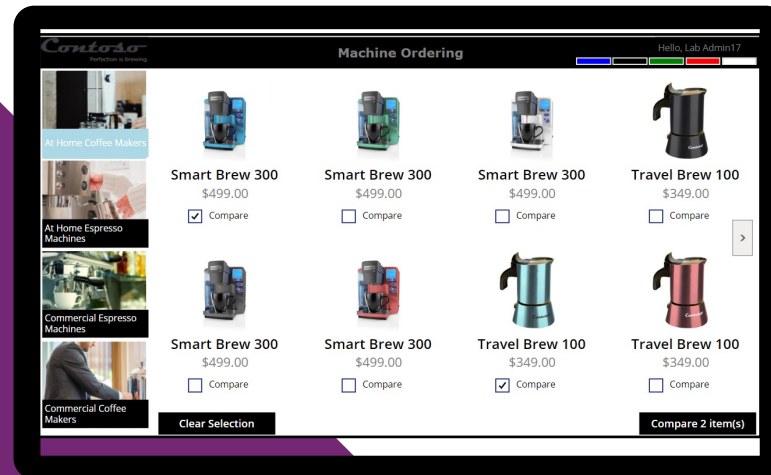 Contoso
Perfection is brewing.
Machine Ordering
Hello, Lab Admin17
At Home Coffee Makers
At Home Espresso
Machines
Commercial Espresso
Machines
Commercial Coffee
Makers
Smart Brew 300
$499.00
Compare
Smart Brew 300
$499.00
Compare
Smart Brew 300
$499.00
Compare
Travel Brew 100
$349.00
Compare
>
Smart Brew 300
$499.00
Compare
Smart Brew 300
$499.00
Compare
Travel Brew 100
$349.00
Compare
Travel Brew 100
$349.00
Compare
Clear Selection
Compare 2 item(s)